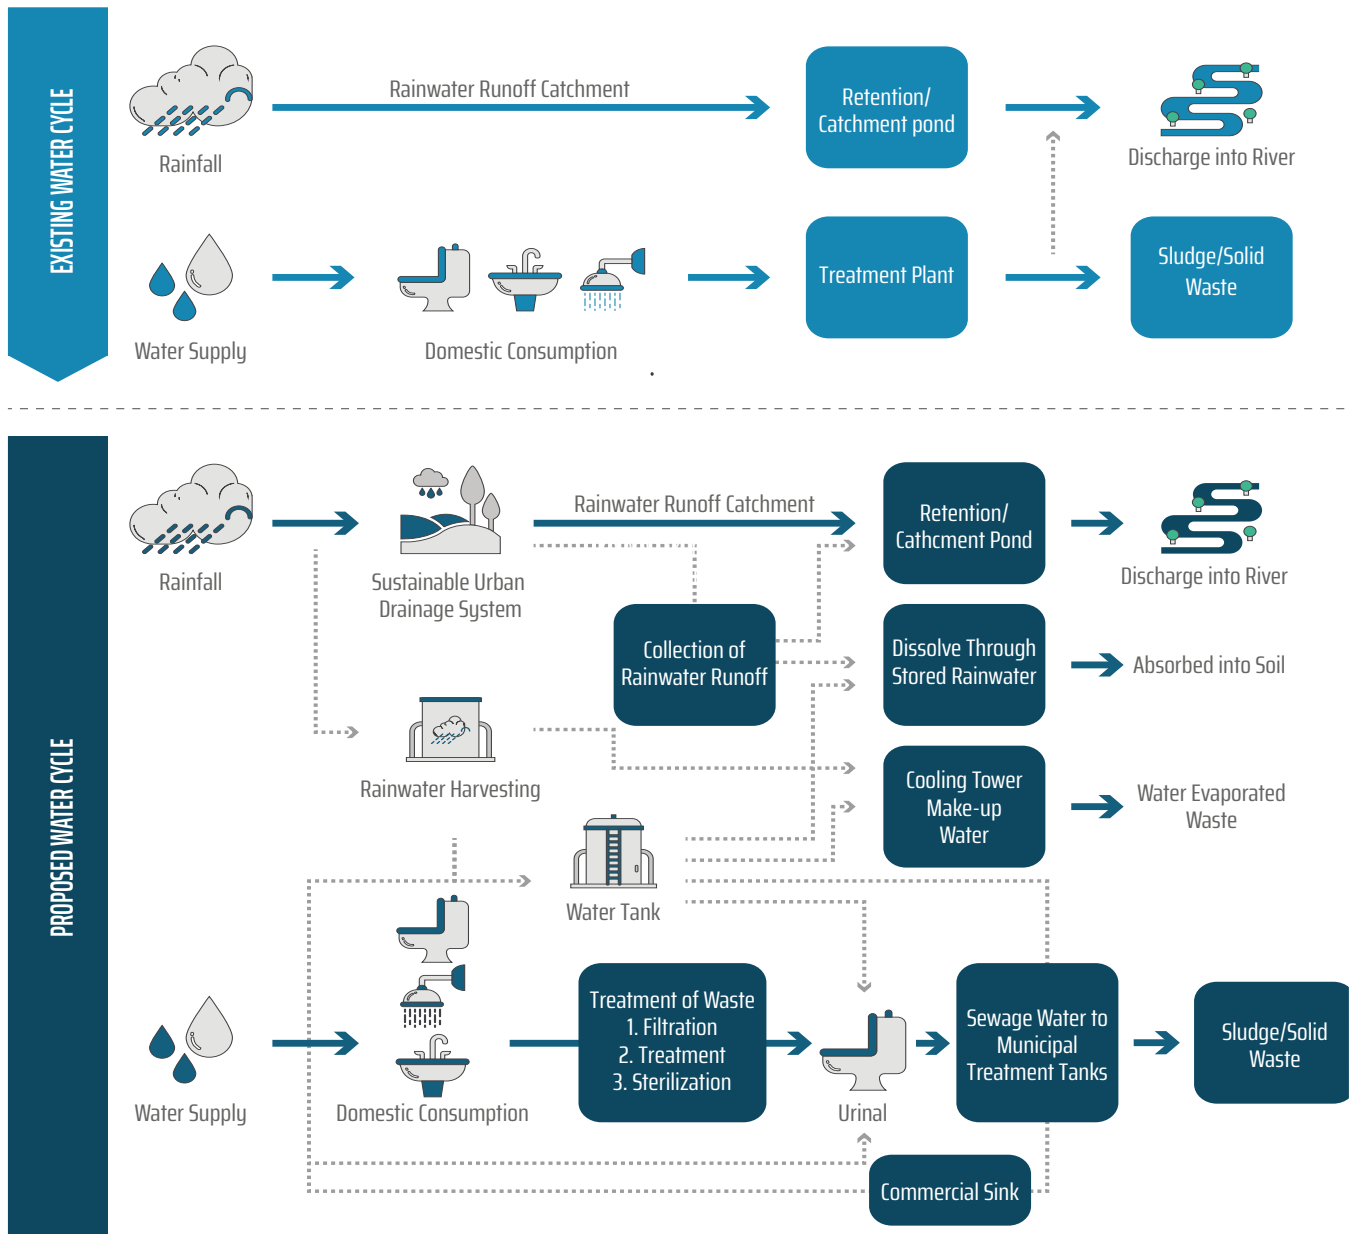 EXISTING WATER CYCLE
Rainfall
Rainwater Runoff Catchment
Retention/
Catchment pond
Discharge into River
Water Supply
Domestic Consumption
Treatment Plant
Sludge/Solid
Waste
PROPOSED WATER CYCLE
Rainfall
Sustainable Urban
Drainage System
Rainwater Runoff Catchment
Retention/
Cathcment Pond
Discharge into River
Collection of
Rainwater Runoff
Dissolve Through
Stored Rainwater
Absorbed into Soil
Rainwater Harvesting
Cooling Tower
Make-up
Water
Water Evaporated
Waste
Water Tank
Water Supply
Domestic Consumption
Treatment of Waste
1. Filtration
2. Treatment
3. Sterilization
Urinal
Sewage Water to
Municipal
Treatment Tanks
Sludge/Solid
Waste
Commercial Sink